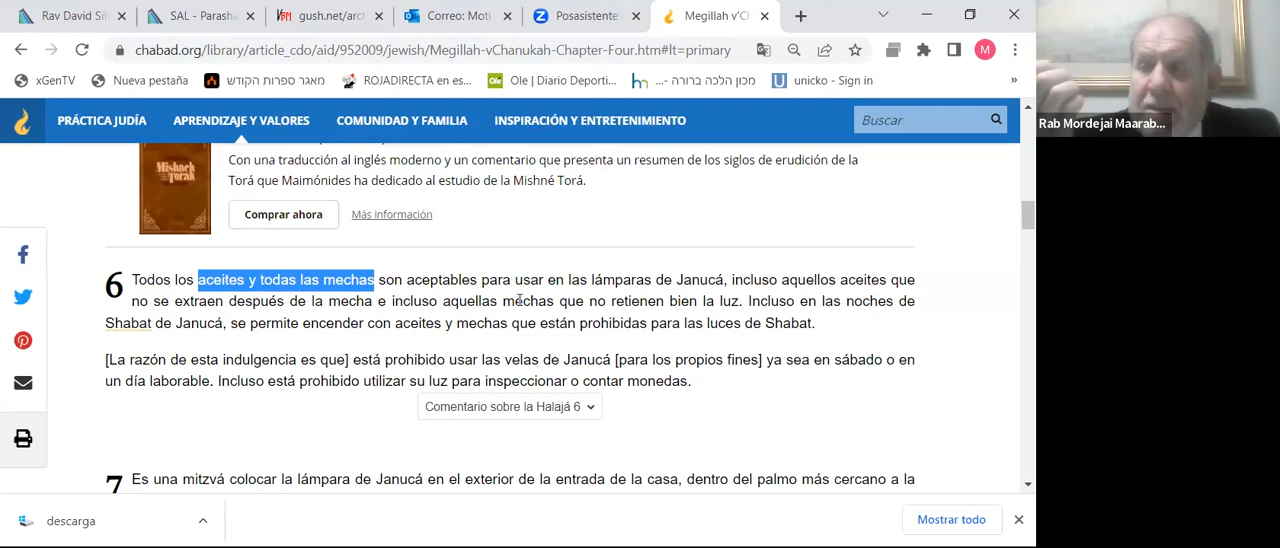 Rav David Sil
SAL - Parasha
gush.net/arc
Correo: Moti
Posasistente
Megillah v'Ch
chabad.org/library/article_cdo/aid/952009/jewish/Megillah-vChanukah-Chapter-Four.htm#lt=primary
M
xGenTV
Nueva pestaña
מאגר ספרות הקודש
ROJADIRECTA en es...
Ole
Ole | Diario Deporti...
מכון הלכה ברורה -...
unicko - Sign in
»
PRÁCTICA JUDÍA
APRENDIZAJE Y VALORES
COMUNIDAD Y FAMILIA
INSPIRACIÓN Y ENTRETENIMIENTO
Buscar
Rab Mordejai Maarab...
Mishneh
Torah
Con una traducción al inglés moderno y un comentario que presenta un resumen de los siglos de erudición de la
Torá que Maimónides ha dedicado al estudio de la Mishné Torá.
Comprar ahora
Más información
6 Todos los aceites y todas las mechas son aceptables para usar en las lámparas de Janucá, incluso aquellos aceites que
no se extraen después de la mecha e incluso aquellas mechas que no retienen bien la luz. Incluso en las noches de
Shabat de Janucá, se permite encender con aceites y mechas que están prohibidas para las luces de Shabat.
[La razón de esta indulgencia es que] está prohibido usar las velas de Janucá [para los propios fines] ya sea en sábado o en
un día laborable. Incluso está prohibido utilizar su luz para inspeccionar o contar monedas.
Comentario sobre la Halajá 6
7 Es una mitzvá colocar la lámpara de Janucá en el exterior de la entrada de la casa, dentro del palmo más cercano a la
descarga
Mostrar todo